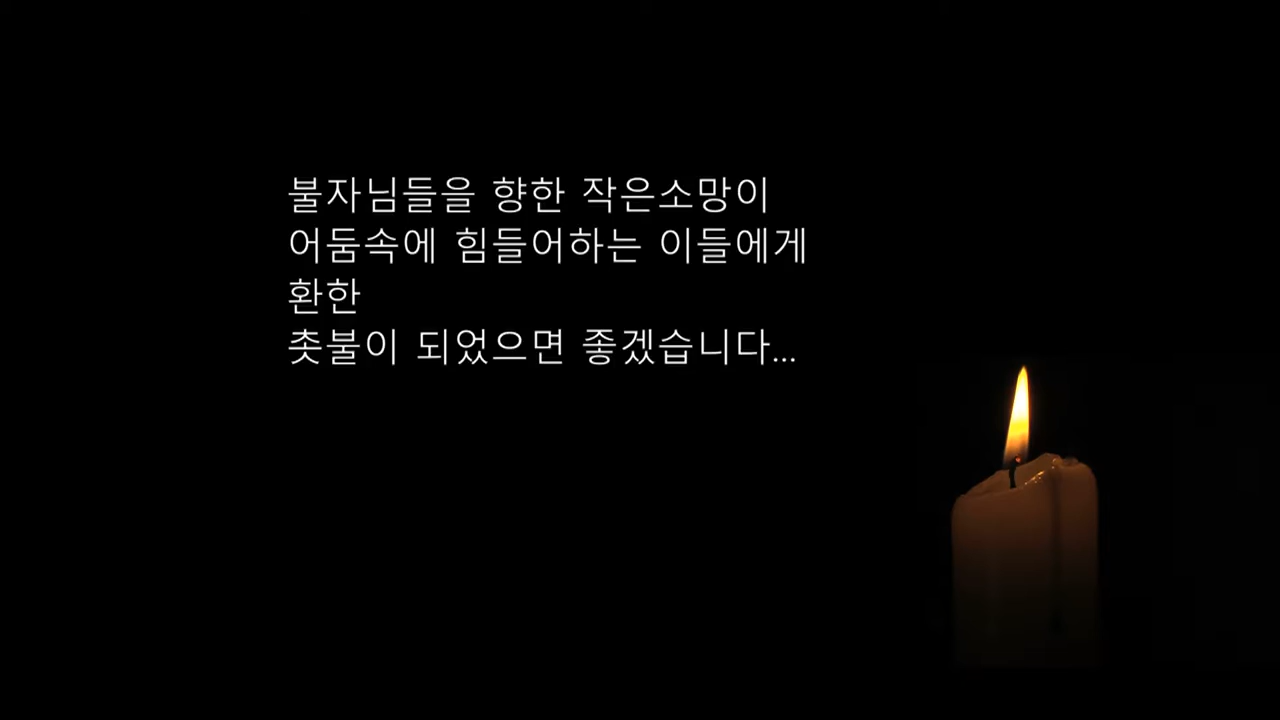 불자님들을 향한 작은소망이
어둠속에 힘들어하는 이들에게
환한
촛불이 되었으면 좋겠습니다...